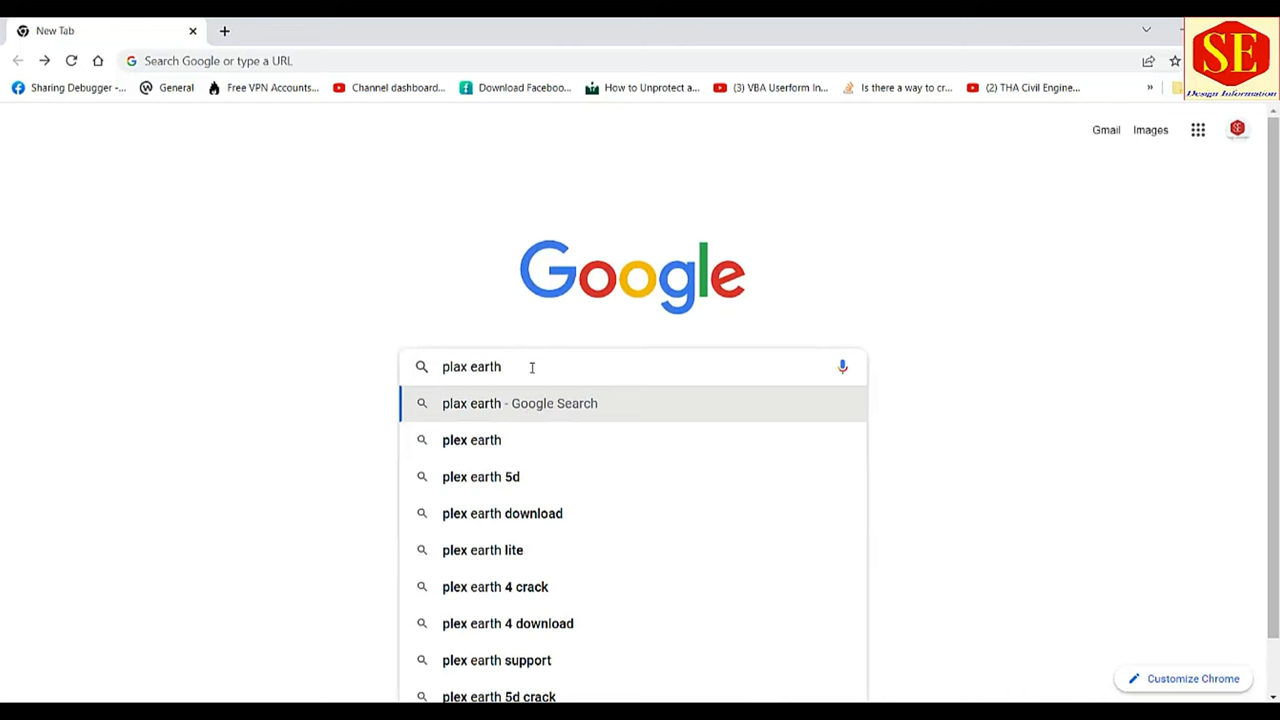 New Tab
Search Google or type a URL
Sharing Debugger -...
General
Free VPN Accounts...
Channel dashboard...
Download Faceboo...
How to Unprotect a...
(3) VBA Userform In...
Is there a way to cr...
(2) THA Civil Engine...
»
SE
Design Information
Gmail
Images
SE
Google
plax earth
plax earth - Google Search
plex earth
plex earth 5d
plex earth download
plex earth lite
plex earth 4 crack
plex earth 4 download
plex earth support
plex earth 5d crack
Customize Chrome